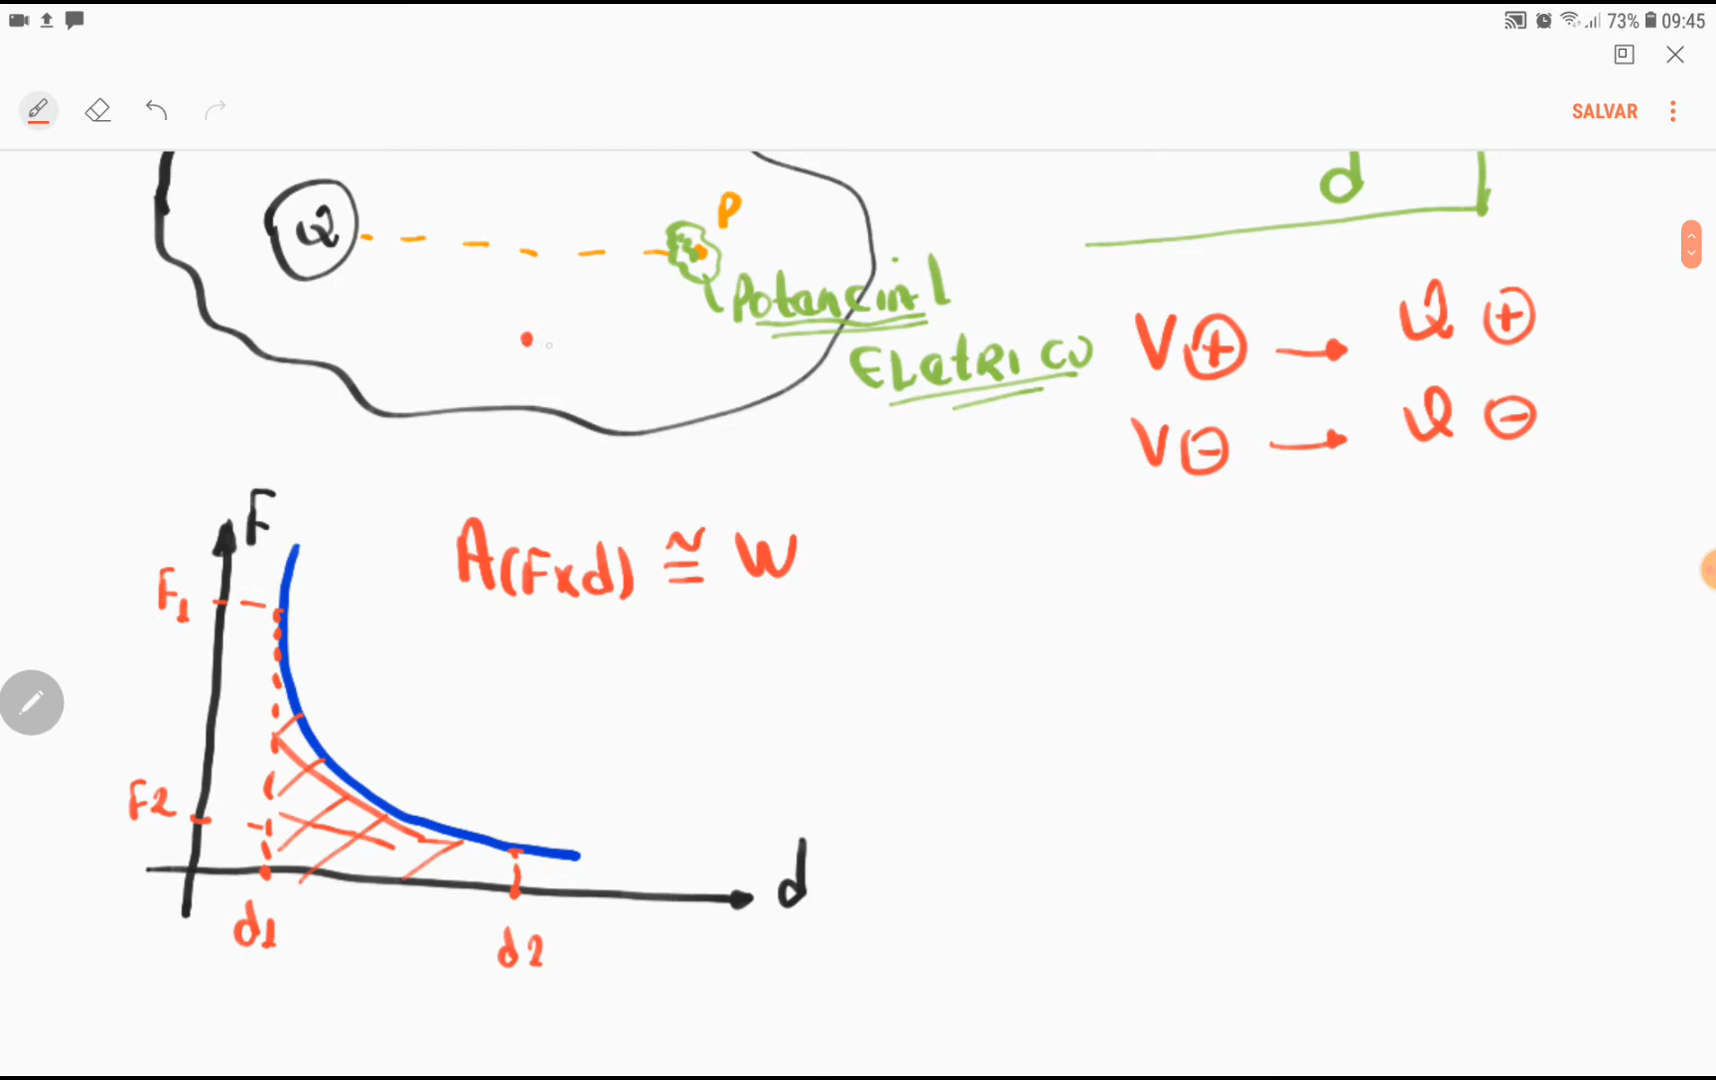 73% 09:45
SALVAR
d
Q
P
Potencial
Eletrico
V + → Q +
V - → Q -
F
A(Fxd) ≅ W
F1
F2
d
d1
d2